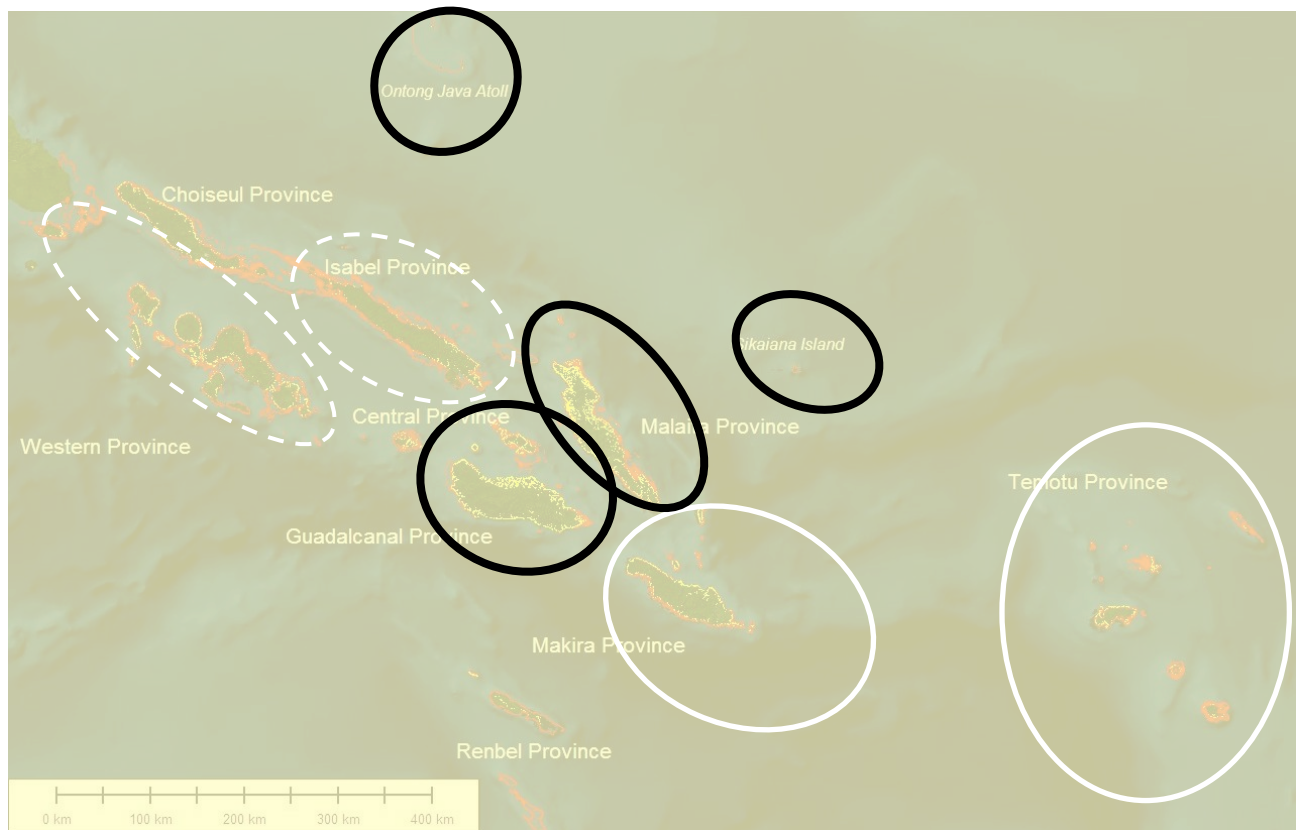 Ontong Java Atoll
Choiseul Province
Isabel Province
Sikaiana Island
Central Province
Malaita Province
Western Province
Temotu Province
Guadalcanal Province
Makira Province
Renbel Province
0 km 100 km 200 km 300 km 400 km